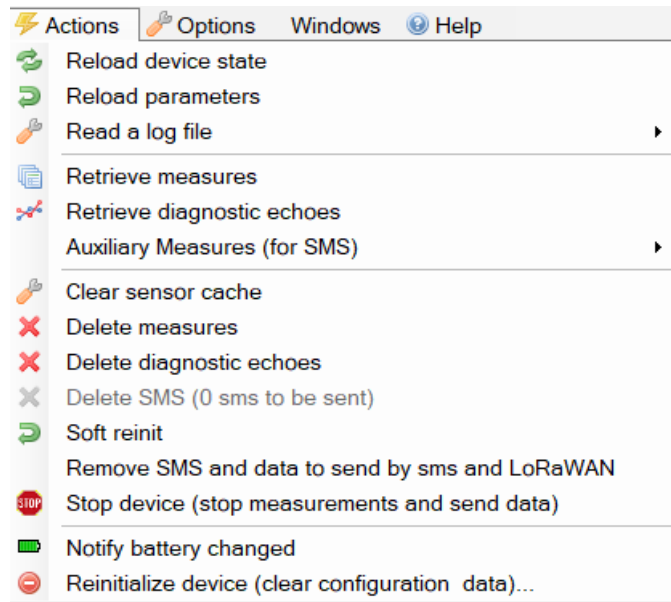 Actions Options Windows Help
Reload device state
Reload parameters
Read a log file
Retrieve measures
Retrieve diagnostic echoes
Auxiliary Measures (for SMS)
Clear sensor cache
Delete measures
Delete diagnostic echoes
Delete SMS (0 sms to be sent)
Soft reinit
Remove SMS and data to send by sms and LoRaWAN
STOP Stop device (stop measurements and send data)
Notify battery changed
Reinitialize device (clear configuration data)...